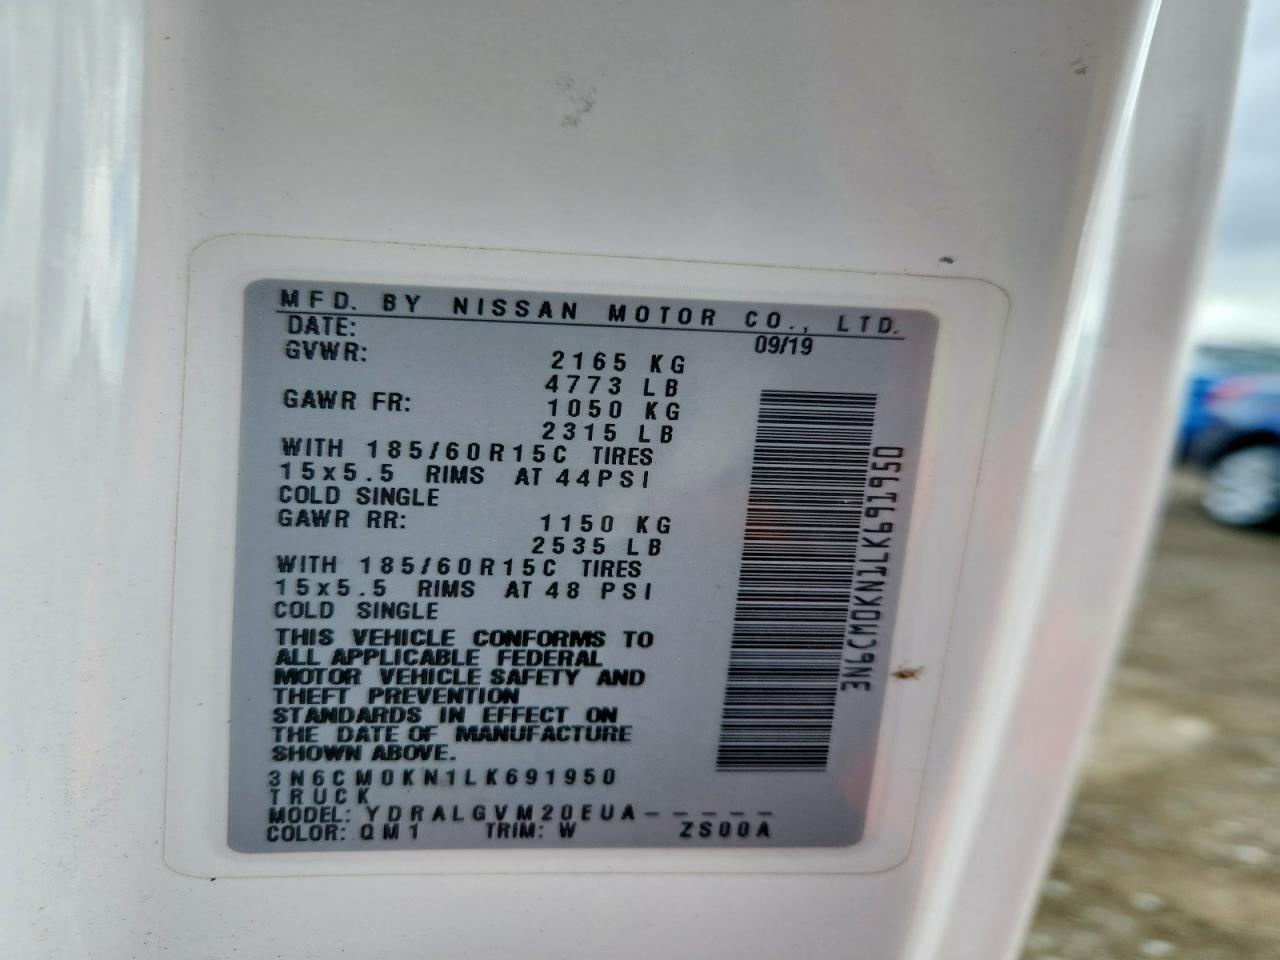 MFD. BY NISSAN MOTOR CO., LTD.
DATE: 09/19
GVWR: 2165 KG
4773 LB
GAWR FR: 1050 KG
2315 LB
WITH 185/60R15C TIRES
15x5.5 RIMS AT 44PSI
COLD SINGLE
GAWR RR: 1150 KG
2535 LB
WITH 185/60R15C TIRES
15x5.5 RIMS AT 48 PSI
COLD SINGLE
THIS VEHICLE CONFORMS TO
ALL APPLICABLE FEDERAL
MOTOR VEHICLE SAFETY AND
THEFT PREVENTION
STANDARDS IN EFFECT ON
THE DATE OF MANUFACTURE
SHOWN ABOVE.
3N6CM0KN1LK691950
TRUCK
MODEL: YDRALGVM20EUA-----
COLOR: QM1 TRIM: W ZS00A
3N6CM0KN1LK691950